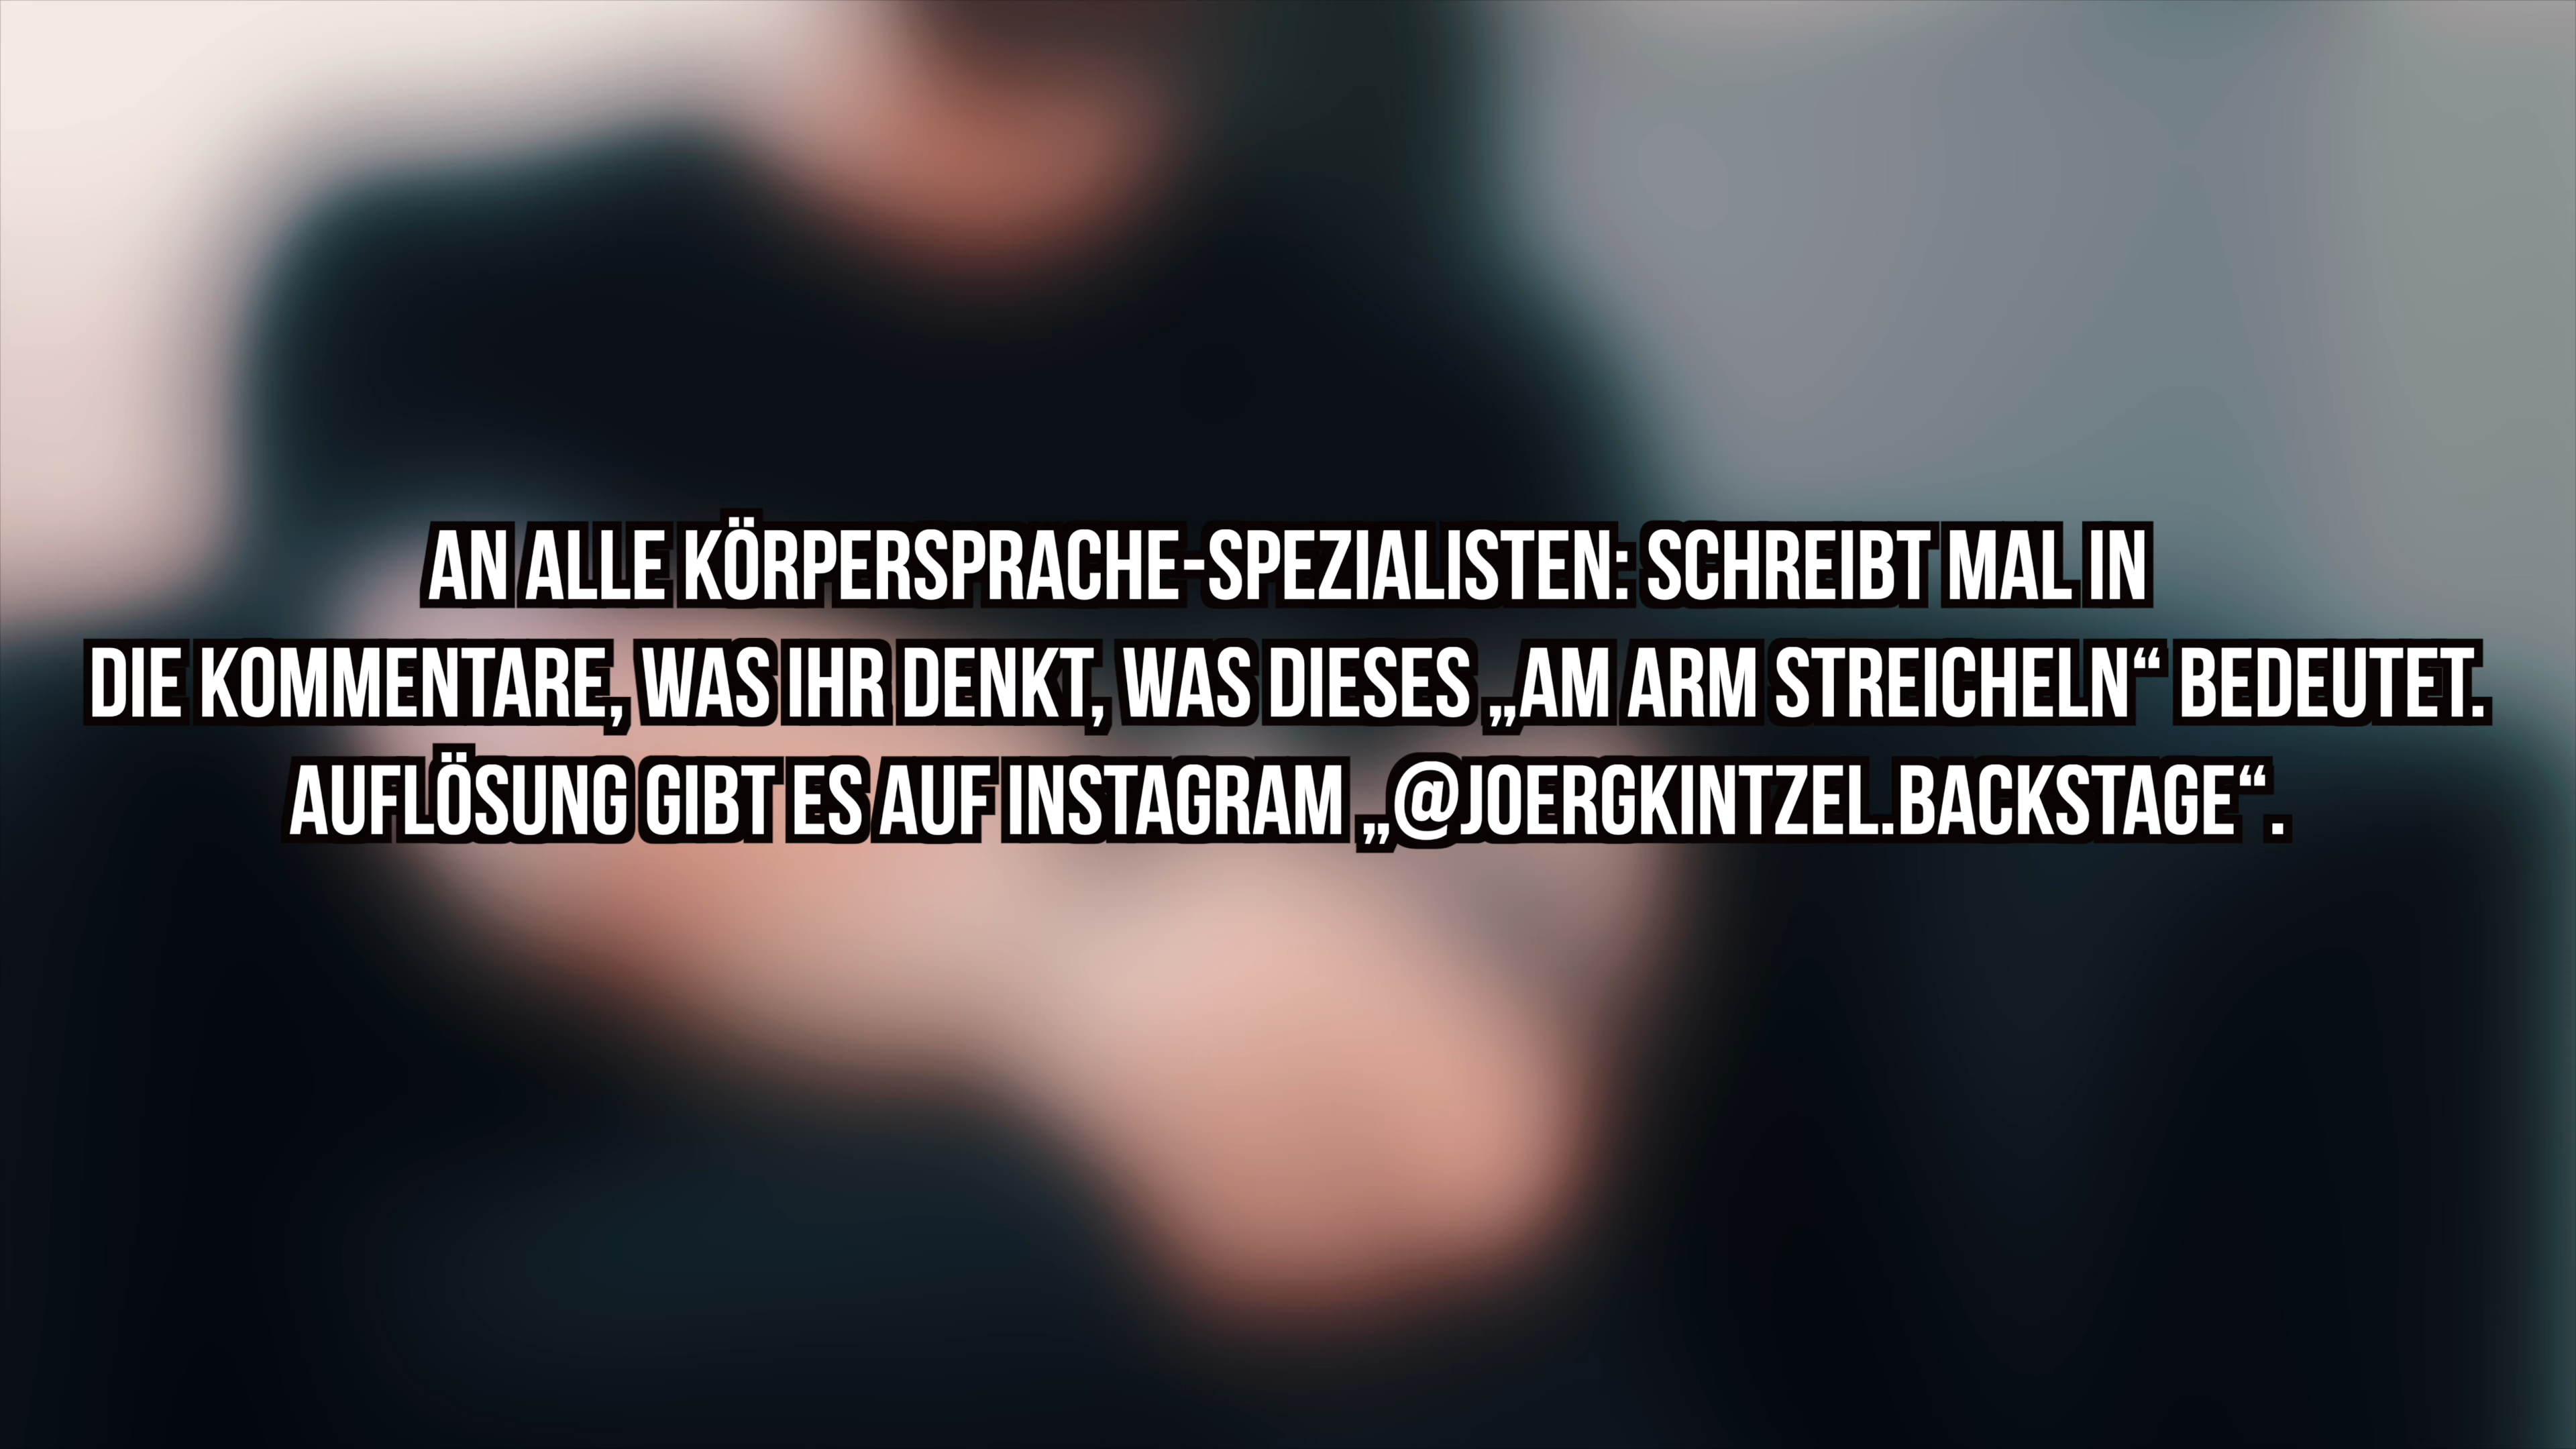 AN ALLE KÖRPERSPRACHE-SPEZIALISTEN: SCHREIBT MAL IN
DIE KOMMENTARE, WAS IHR DENKT, WAS DIESES „AM ARM STREICHELN“ BEDEUTET.
AUFLÖSUNG GIBT ES AUF INSTAGRAM „@JOERGKINTZEL.BACKSTAGE“.